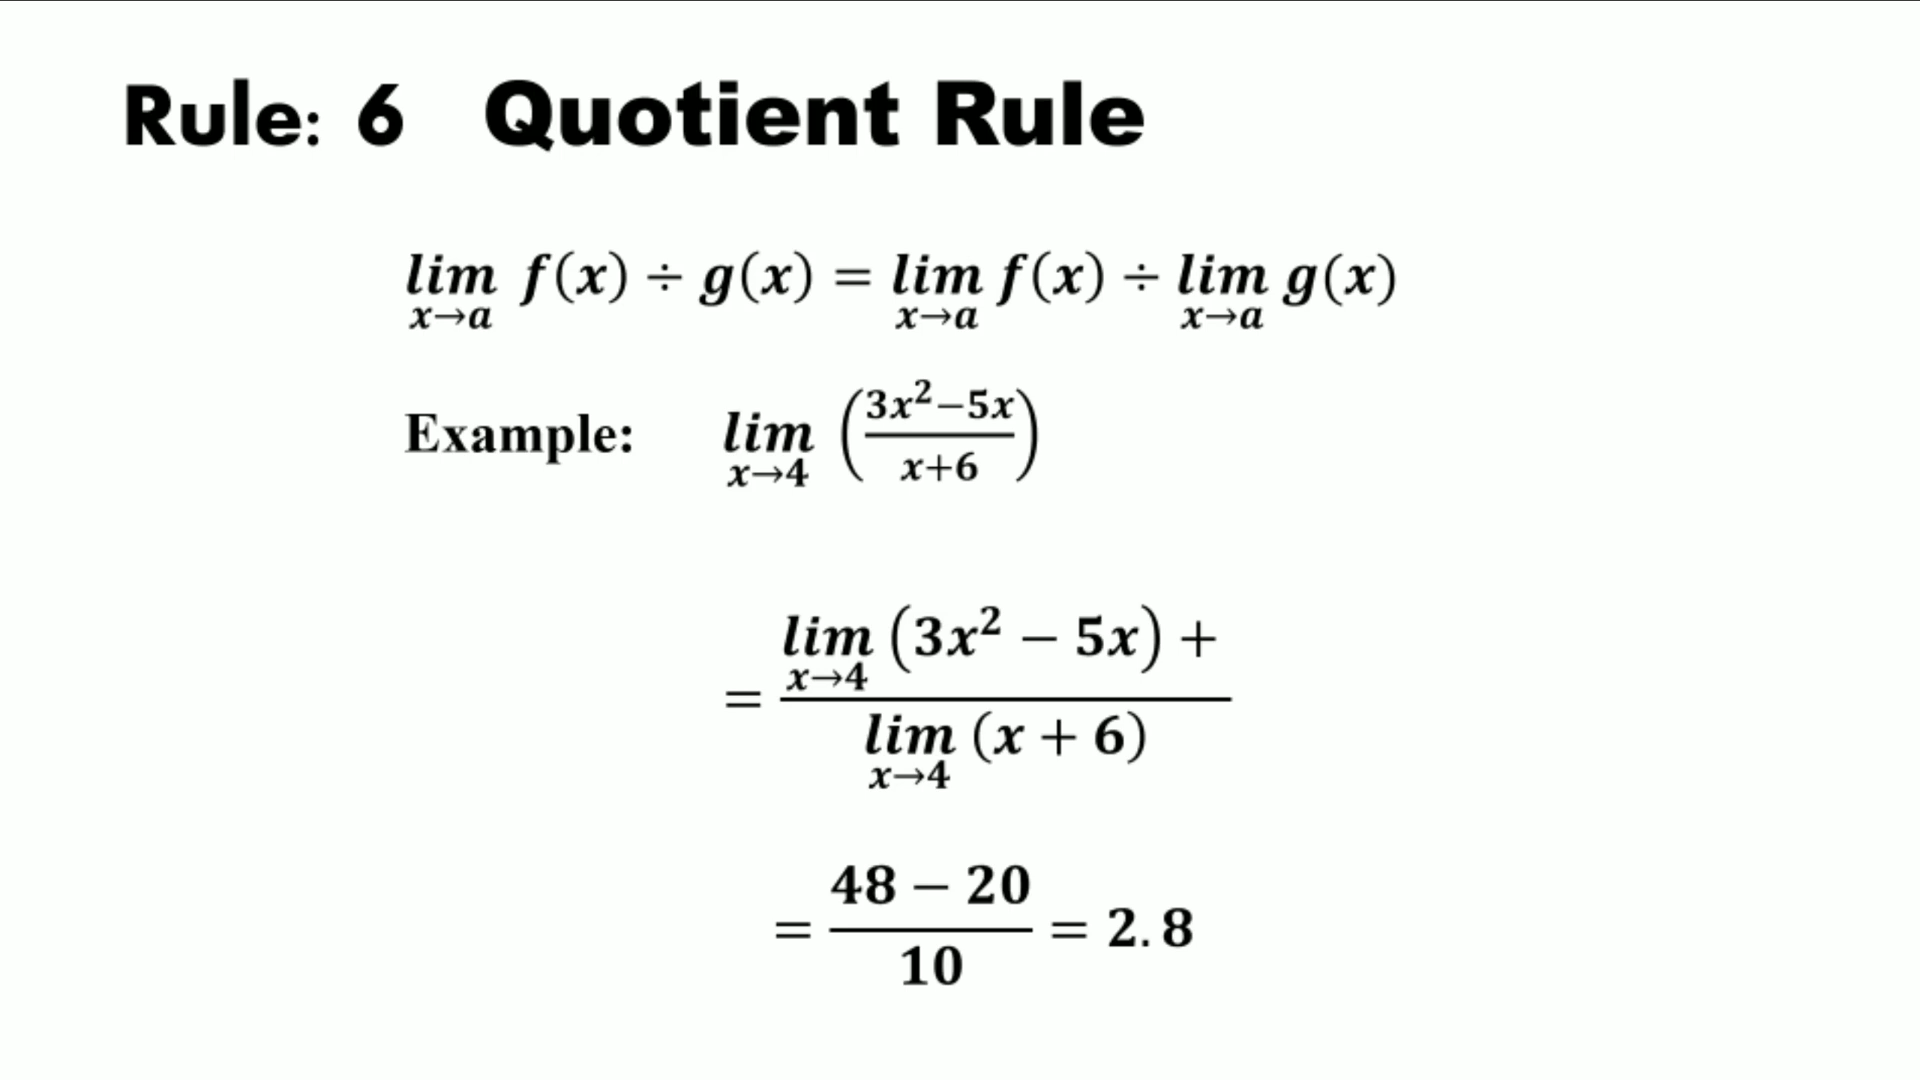 Rule: 6 Quotient Rule
lim x→a f(x) ÷ g(x) = lim x→a f(x) ÷ lim x→a g(x)
Example: lim x→4 (3x²−5x / x+6)
= lim x→4 (3x² − 5x) + / lim x→4 (x + 6)
= 48 − 20 / 10 = 2.8